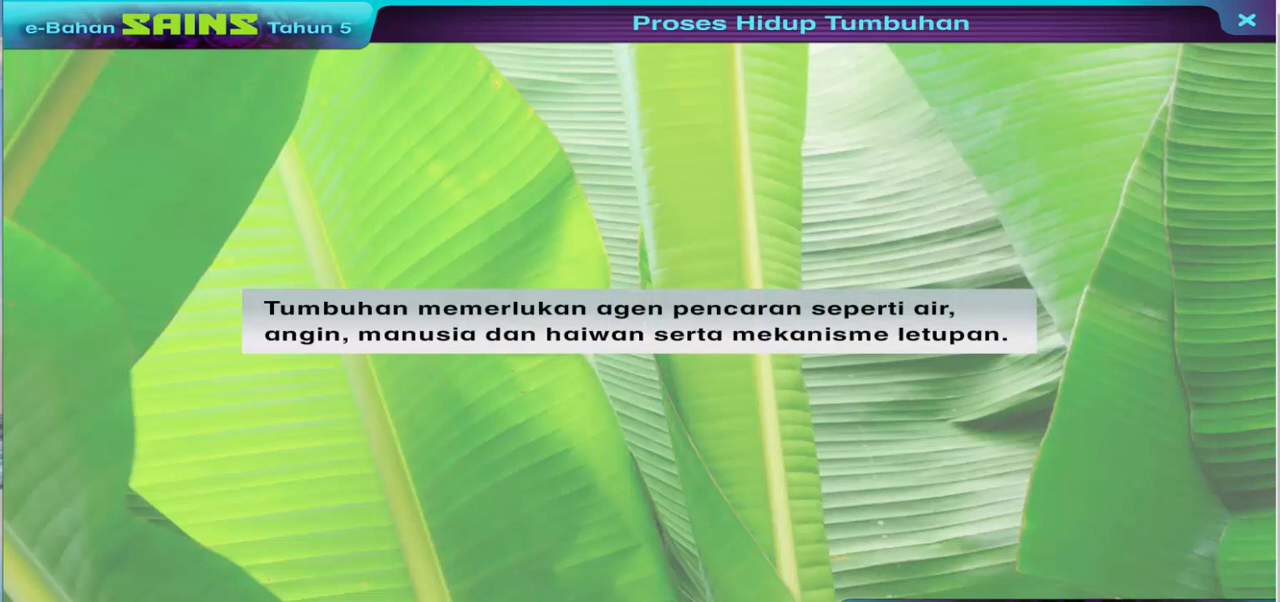 e-Bahan SAINS Tahun 5
Proses Hidup Tumbuhan
Tumbuhan memerlukan agen pencaran seperti air,
angin, manusia dan haiwan serta mekanisme letupan.